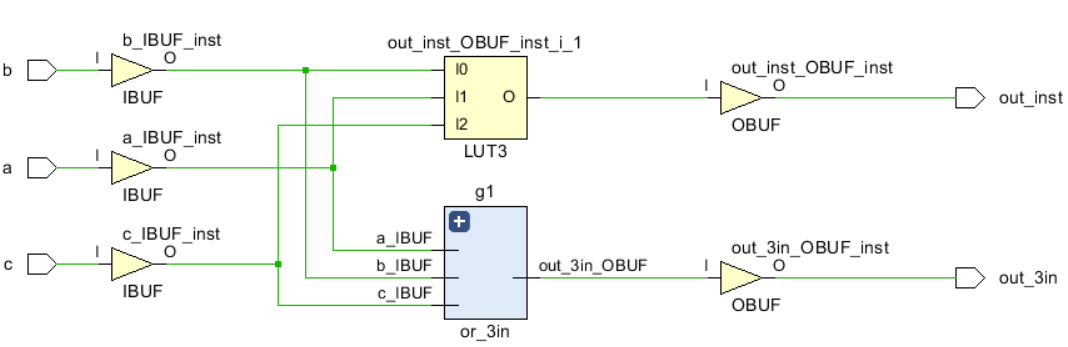 b
I
b_IBUF_inst
O
IBUF
a
I
a_IBUF_inst
O
IBUF
c
I
c_IBUF_inst
O
IBUF
out_inst_OBUF_inst_i_1
I0
I1
I2
O
LUT3
g1
+
a_IBUF
b_IBUF
c_IBUF
out_3in_OBUF
or_3in
out_inst_OBUF_inst
I
O
OBUF
out_inst
out_3in_OBUF_inst
I
O
OBUF
out_3in